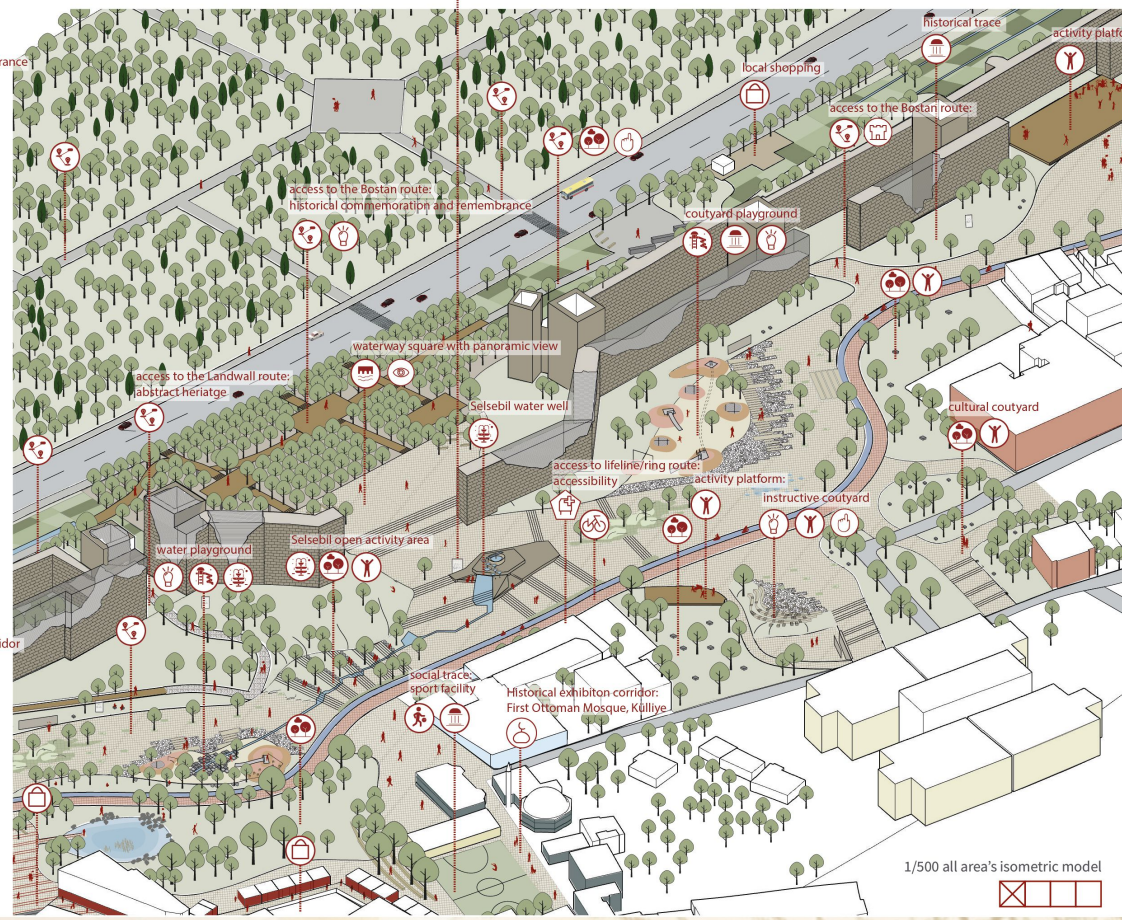 historical trace
activity platfo
rance
local shopping
access to the Bostan route:
access to the Bostan route:
historical commemoration and remembrance
coutyard playground
waterway square with panoramic view
access to the Landwall route:
abstract heriatge
Selsebil water well
cultural coutyard
access to lifeline/ring route:
accessibility
activity platform:
instructive coutyard
water playground
Selsebil open activity area
idor
social trace:
sport facility
Historical exhibiton corridor:
First Ottoman Mosque, Külliye
1/500 all area's isometric model